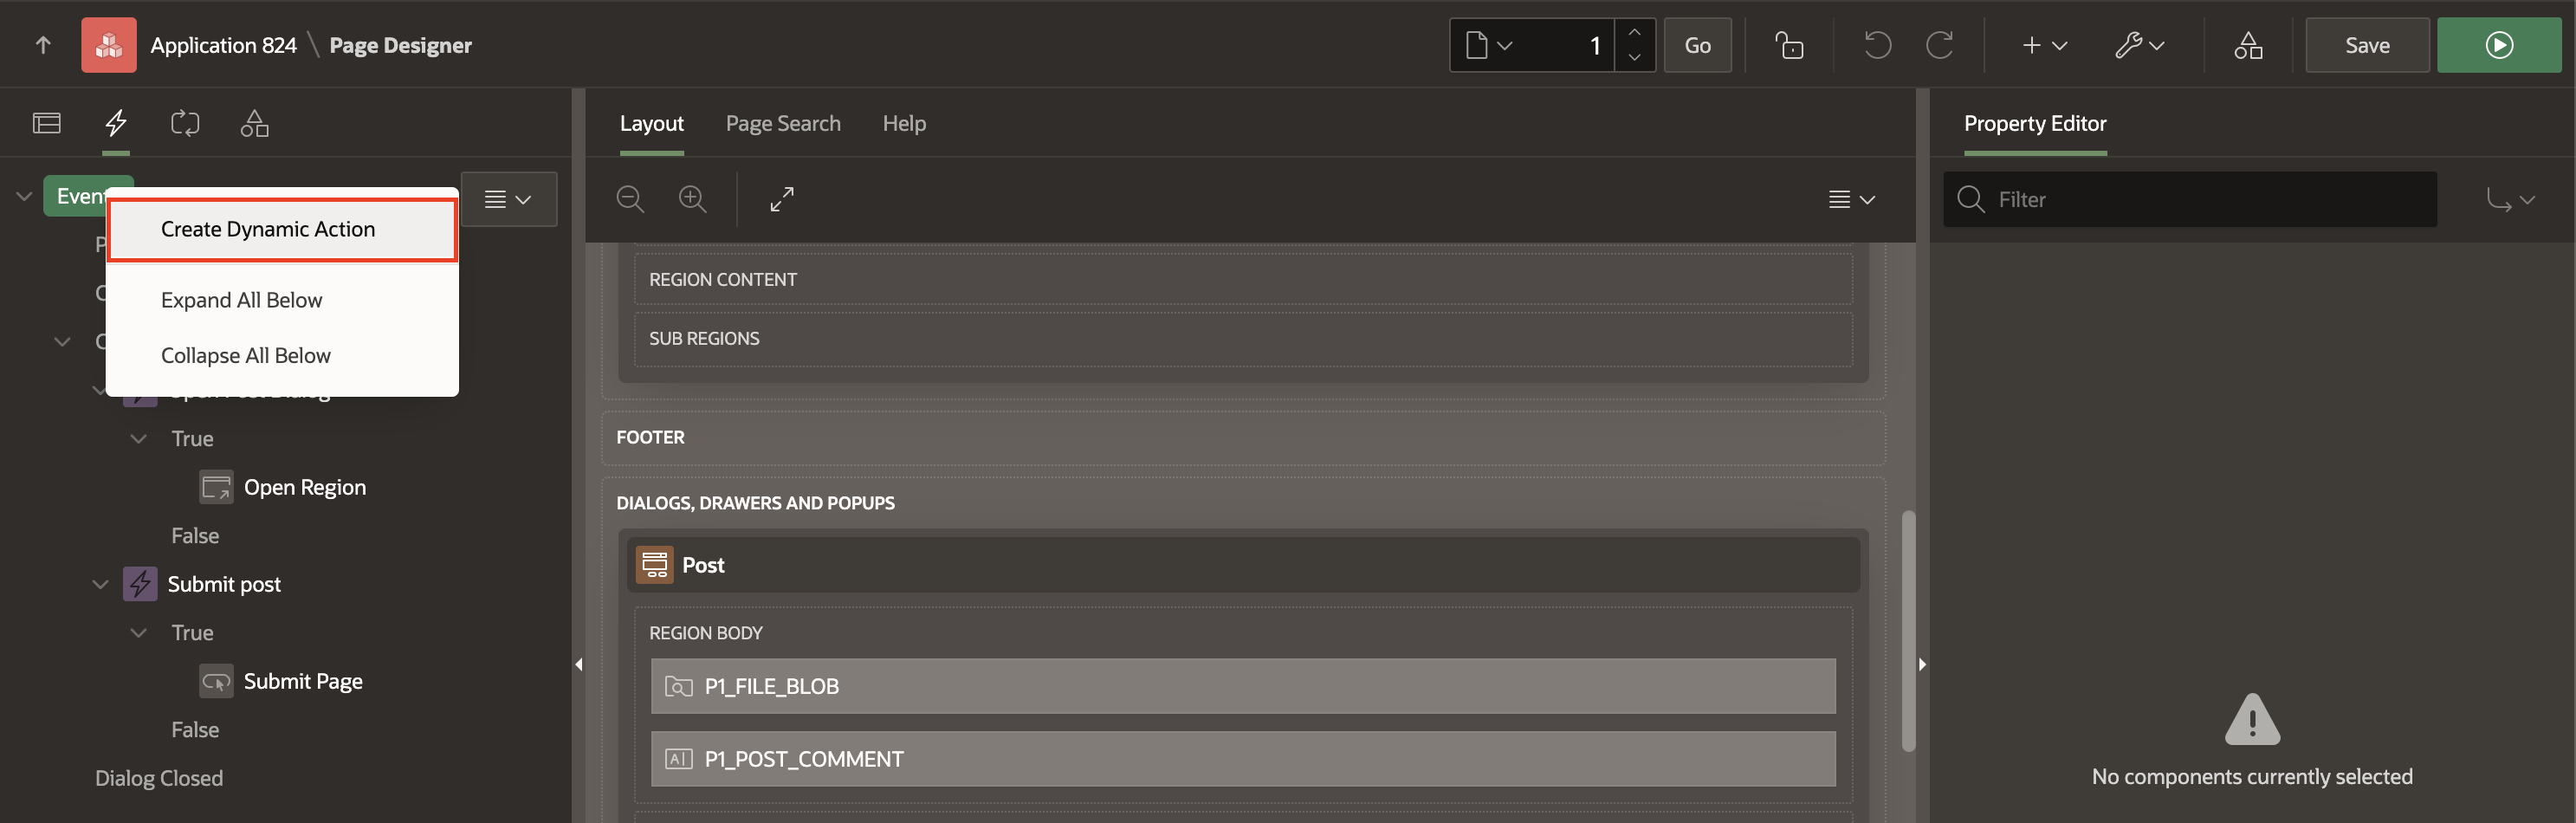 Application 824 \ Page Designer
1
Go
Save
Layout
Page Search
Help
Property Editor
Filter
Create Dynamic Action
Expand All Below
Collapse All Below
True
Open Region
False
Submit post
True
Submit Page
False
Dialog Closed
REGION CONTENT
SUB REGIONS
FOOTER
DIALOGS, DRAWERS AND POPUPS
Post
REGION BODY
P1_FILE_BLOB
P1_POST_COMMENT
No components currently selected